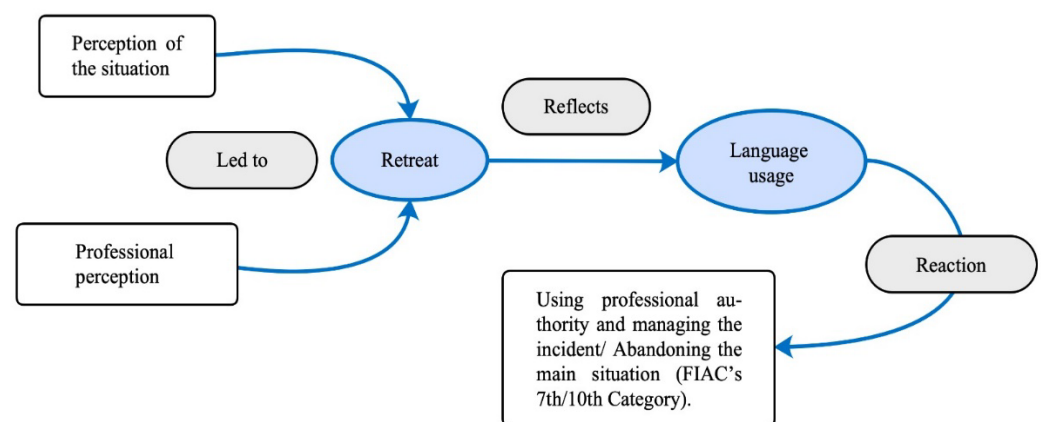 Perception of
the situation
Led to
Professional
perception
Retreat
Reflects
Language
usage
Reaction
Using professional au-
thority and managing the
incident/ Abandoning the
main situation (FIAC’s
7th/10th Category).